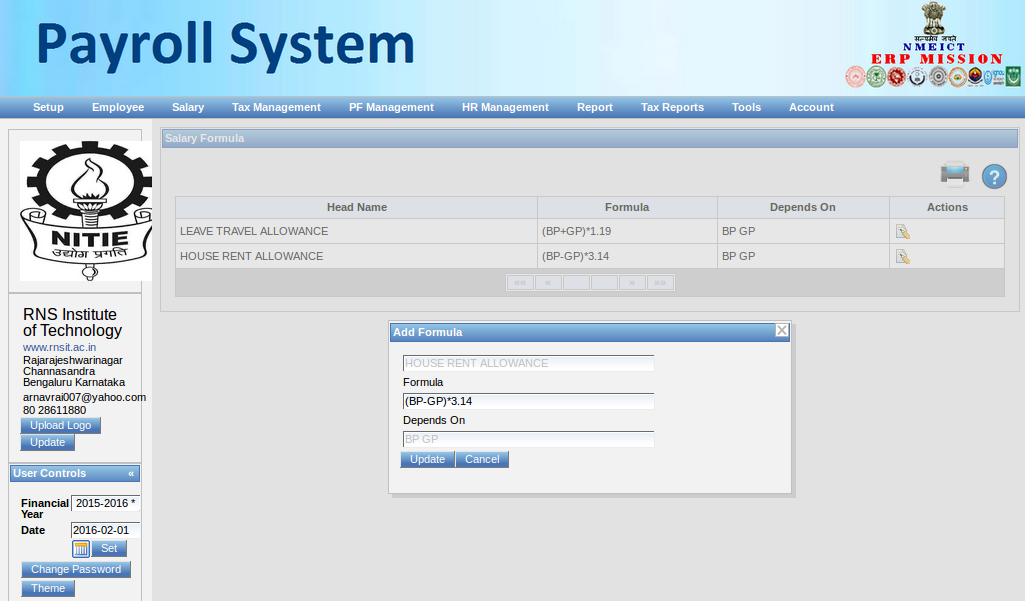 Payroll System
सत्यमेव जयते
NMEICT
ERP MISSION
Setup Employee Salary Tax Management PF Management HR Management Report Tax Reports Tools Account
NITIE
उद्योग प्रगति
RNS Institute
of Technology
www.rnsit.ac.in
Rajarajeshwarinagar
Channasandra
Bengaluru Karnataka
arnavrai007@yahoo.com
80 28611880
Upload Logo
Update
User Controls «
Financial Year 2015-2016 *
Date 2016-02-01
Set
Change Password
Theme
Salary Formula
?
Head Name Formula Depends On Actions
LEAVE TRAVEL ALLOWANCE (BP+GP)*1.19 BP GP
HOUSE RENT ALLOWANCE (BP-GP)*3.14 BP GP
«« « » »»
Add Formula X
HOUSE RENT ALLOWANCE
Formula
(BP-GP)*3.14
Depends On
BP GP
Update Cancel